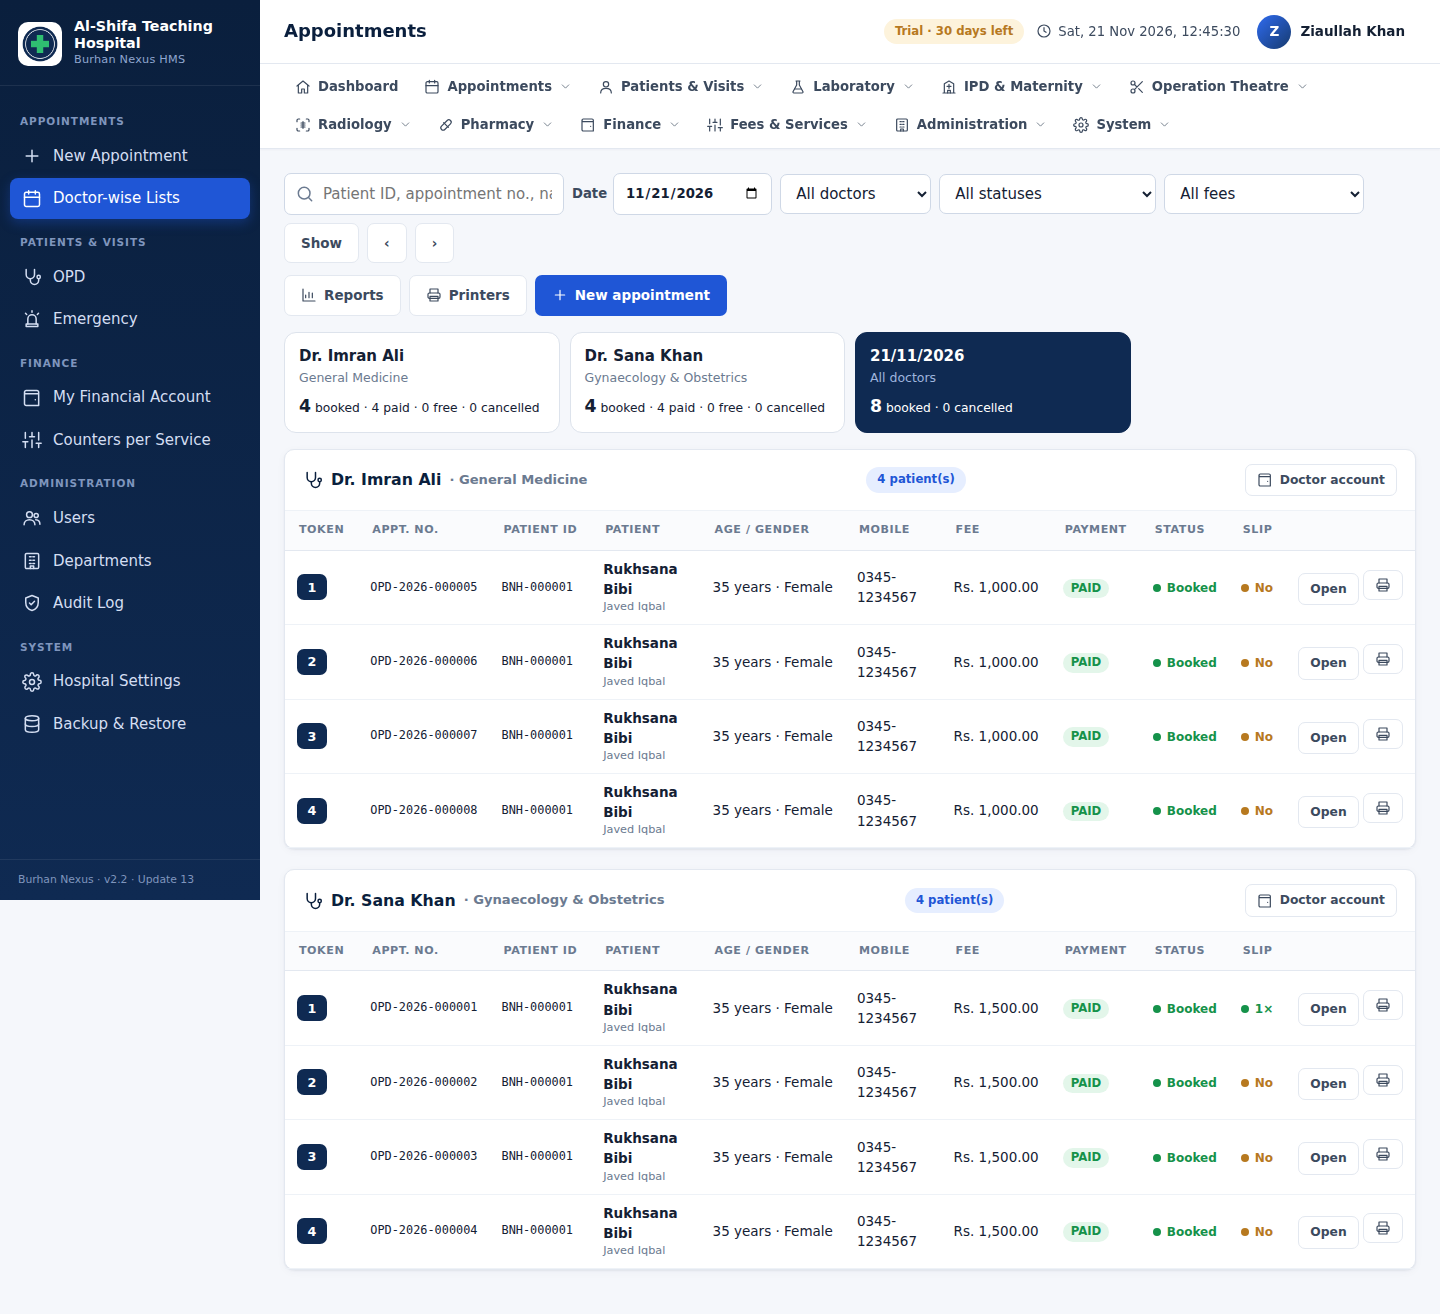 Al-Shifa Teaching
Hospital
Burhan Nexus HMS
APPOINTMENTS
New Appointment
Doctor-wise Lists
PATIENTS & VISITS
OPD
Emergency
FINANCE
My Financial Account
Counters per Service
ADMINISTRATION
Users
Departments
Audit Log
SYSTEM
Hospital Settings
Backup & Restore
Burhan Nexus · v2.2 · Update 13
Appointments
Trial · 30 days left
Sat, 21 Nov 2026, 12:45:30
Z
Ziaullah Khan
Dashboard Appointments Patients & Visits Laboratory IPD & Maternity Operation Theatre
Radiology Pharmacy Finance Fees & Services Administration System
Patient ID, appointment no., na Date 11/21/2026 All doctors All statuses All fees
Show ‹ ›
Reports Printers New appointment
Dr. Imran Ali
General Medicine
4 booked · 4 paid · 0 free · 0 cancelled
Dr. Sana Khan
Gynaecology & Obstetrics
4 booked · 4 paid · 0 free · 0 cancelled
21/11/2026
All doctors
8 booked · 0 cancelled
Dr. Imran Ali · General Medicine 4 patient(s) Doctor account
TOKEN APPT. NO. PATIENT ID PATIENT AGE / GENDER MOBILE FEE PAYMENT STATUS SLIP
1 OPD-2026-000005 BNH-000001 Rukhsana Bibi Javed Iqbal 35 years · Female 0345-1234567 Rs. 1,000.00 PAID Booked No Open
2 OPD-2026-000006 BNH-000001 Rukhsana Bibi Javed Iqbal 35 years · Female 0345-1234567 Rs. 1,000.00 PAID Booked No Open
3 OPD-2026-000007 BNH-000001 Rukhsana Bibi Javed Iqbal 35 years · Female 0345-1234567 Rs. 1,000.00 PAID Booked No Open
4 OPD-2026-000008 BNH-000001 Rukhsana Bibi Javed Iqbal 35 years · Female 0345-1234567 Rs. 1,000.00 PAID Booked No Open
Dr. Sana Khan · Gynaecology & Obstetrics 4 patient(s) Doctor account
TOKEN APPT. NO. PATIENT ID PATIENT AGE / GENDER MOBILE FEE PAYMENT STATUS SLIP
1 OPD-2026-000001 BNH-000001 Rukhsana Bibi Javed Iqbal 35 years · Female 0345-1234567 Rs. 1,500.00 PAID Booked 1× Open
2 OPD-2026-000002 BNH-000001 Rukhsana Bibi Javed Iqbal 35 years · Female 0345-1234567 Rs. 1,500.00 PAID Booked No Open
3 OPD-2026-000003 BNH-000001 Rukhsana Bibi Javed Iqbal 35 years · Female 0345-1234567 Rs. 1,500.00 PAID Booked No Open
4 OPD-2026-000004 BNH-000001 Rukhsana Bibi Javed Iqbal 35 years · Female 0345-1234567 Rs. 1,500.00 PAID Booked No Open